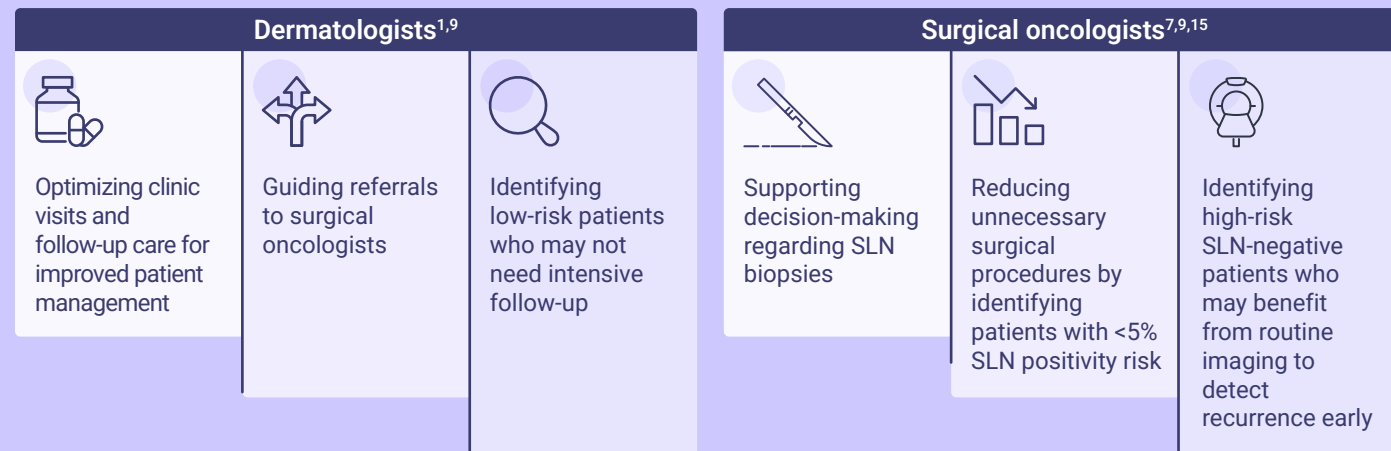 Dermatologists1,9
Optimizing clinic
visits and
follow-up care for
improved patient
management
Guiding referrals
to surgical
oncologists
Identifying
low-risk patients
who may not
need intensive
follow-up
Surgical oncologists7,9,15
Supporting
decision-making
regarding SLN
biopsies
Reducing
unnecessary
surgical
procedures by
identifying
patients with <5%
SLN positivity risk
Identifying
high-risk
SLN-negative
patients who
may benefit
from routine
imaging to
detect
recurrence early